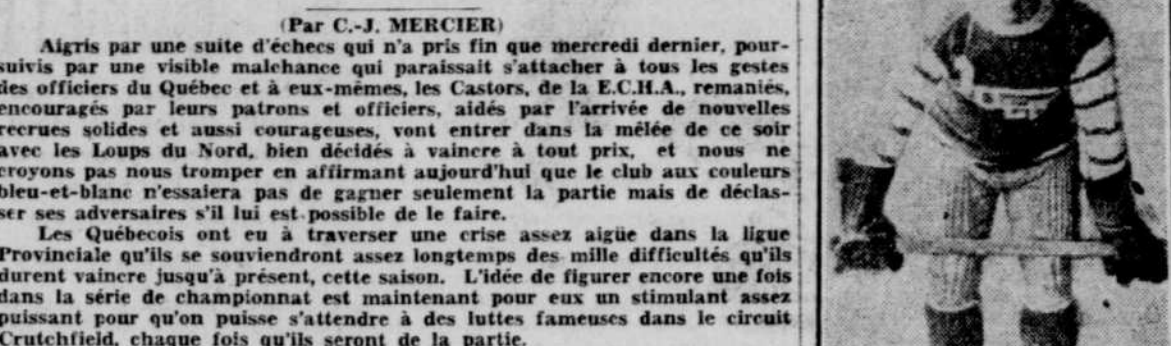 (Par C.-J. MERCIER)
Aigris par une suite d'échecs qui n'a pris fin que mercredi dernier, pour-
suivis par une visible malchance qui paraissait s'attacher à tous les gestes
des officiers du Québec et à eux-mêmes, les Castors, de la E.C.H.A., remaniés,
encouragés par leurs patrons et officiers, aidés par l'arrivée de nouvelles
recrues solides et aussi courageuses, vont entrer dans la mêlée de ce soir
avec les Loups du Nord, bien décidés à vaincre à tout prix, et nous ne
croyons pas nous tromper en affirmant aujourd'hui que le club aux couleurs
bleu-et-blanc n'essaiera pas de gagner seulement la partie mais de déclas-
ser ses adversaires s'il lui est possible de le faire.
Les Québecois ont eu à traverser une crise assez aigüe dans la ligue
Provinciale qu'ils se souviendront assez longtemps des mille difficultés qu'ils
durent vaincre jusqu'à présent, cette saison. L'idée de figurer encore une fois
dans la série de championnat est maintenant pour eux un stimulant assez
puissant pour qu'on puisse s'attendre à des luttes fameuses dans le circuit
Crutchfield, chaque fois qu'ils seront de la partie.